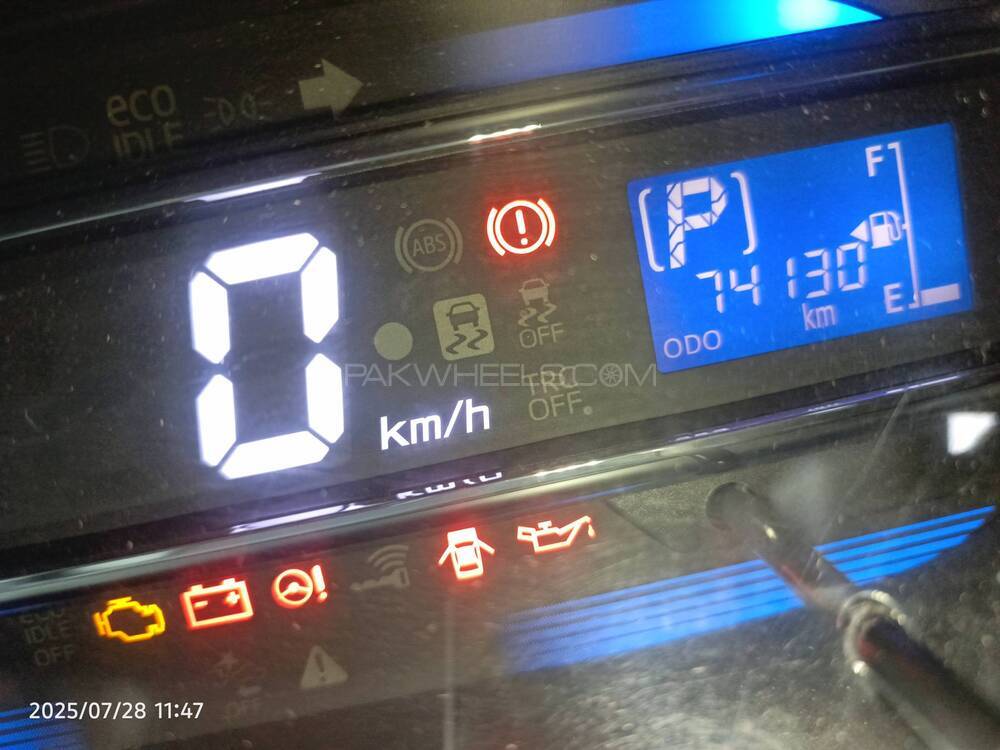 eco
IDLE
ABS
0
km/h
OFF
TRC
OFF
(P)
F
74130
km
E
ODO
PAKWHEELS.COM
IDLE
OFF
OFF
2025/07/28 11:47